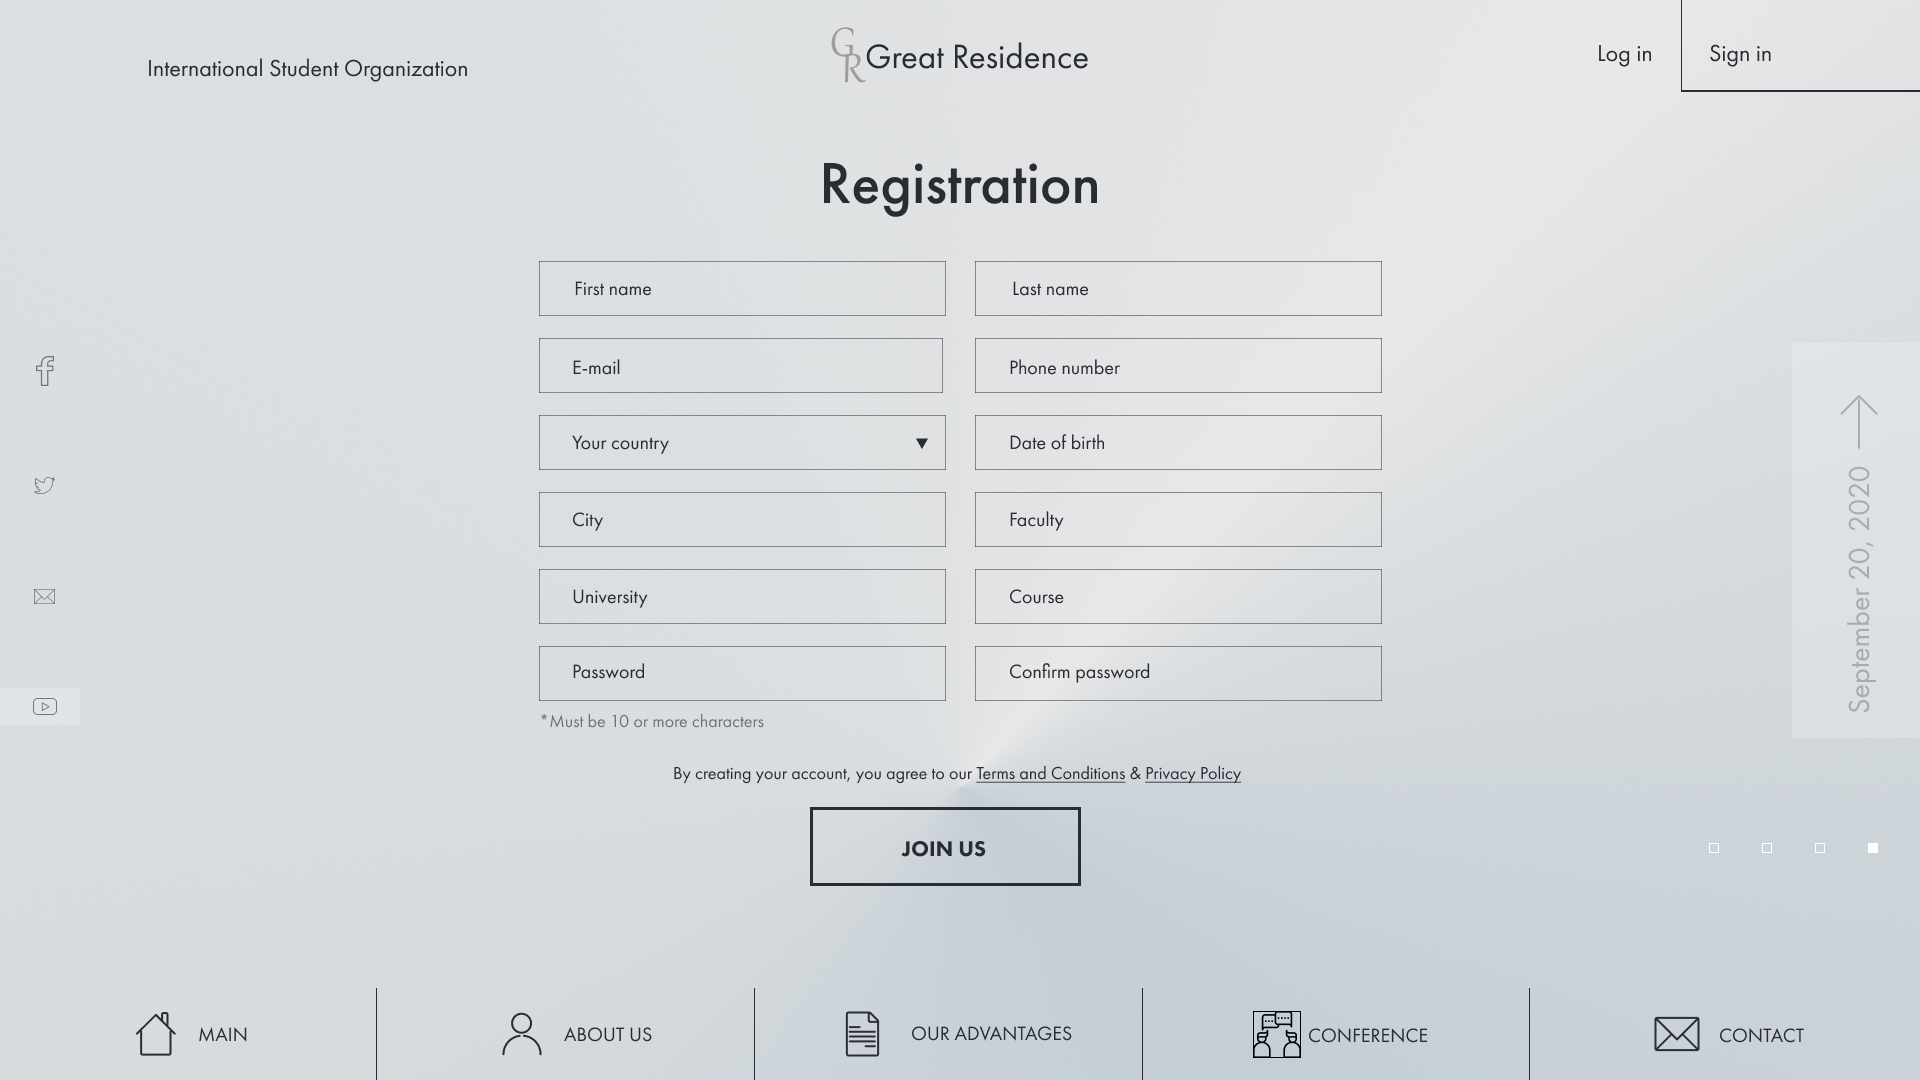 International Student Organization
GR Great Residence
Log in
Sign in
Registration
First name
Last name
E-mail
Phone number
Your country
Date of birth
City
Faculty
University
Course
Password
Confirm password
*Must be 10 or more characters
By creating your account, you agree to our Terms and Conditions & Privacy Policy
JOIN US
September 20, 2020
MAIN
ABOUT US
OUR ADVANTAGES
CONFERENCE
CONTACT